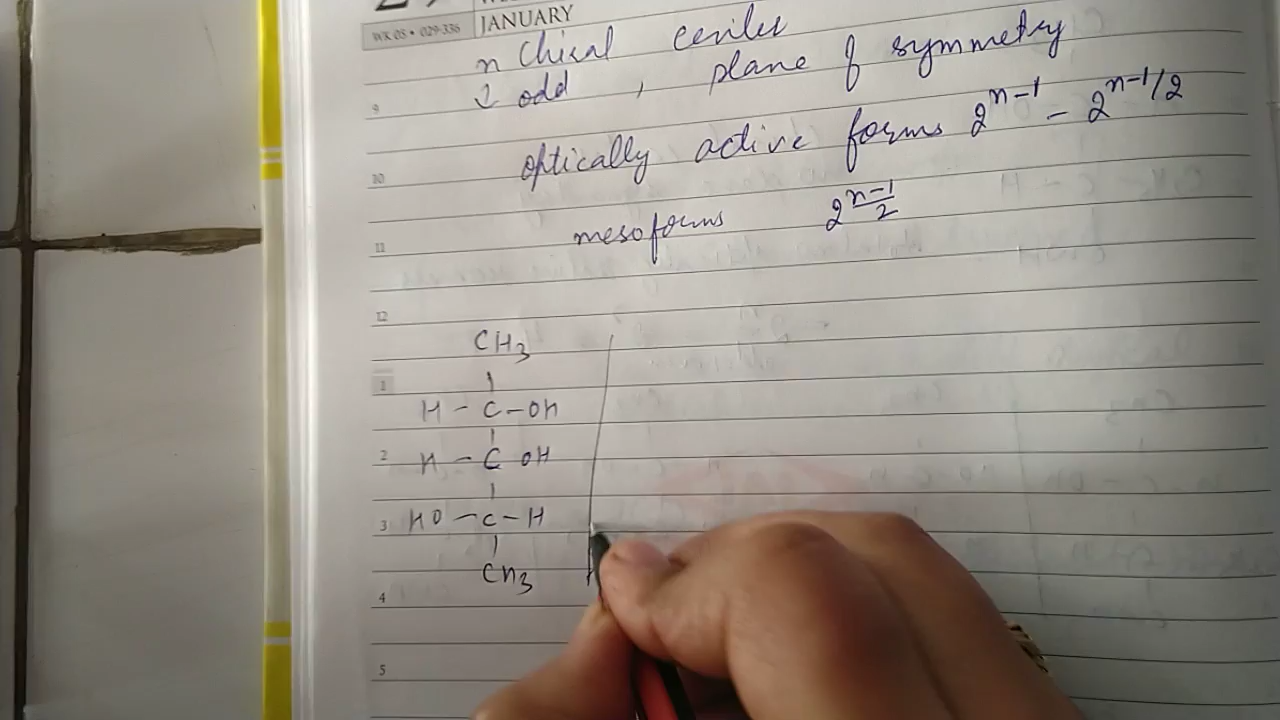 WK 05 • 029-336 JANUARY
n Chiral center
odd , plane of symmetry
9
optically active forms 2^n-1 - 2^n-1/2
10
mesoforms 2^n-1/2
11
12
CH3
1
H - C - OH
2
H - C OH
3
HO - C - H
CH3
4
5